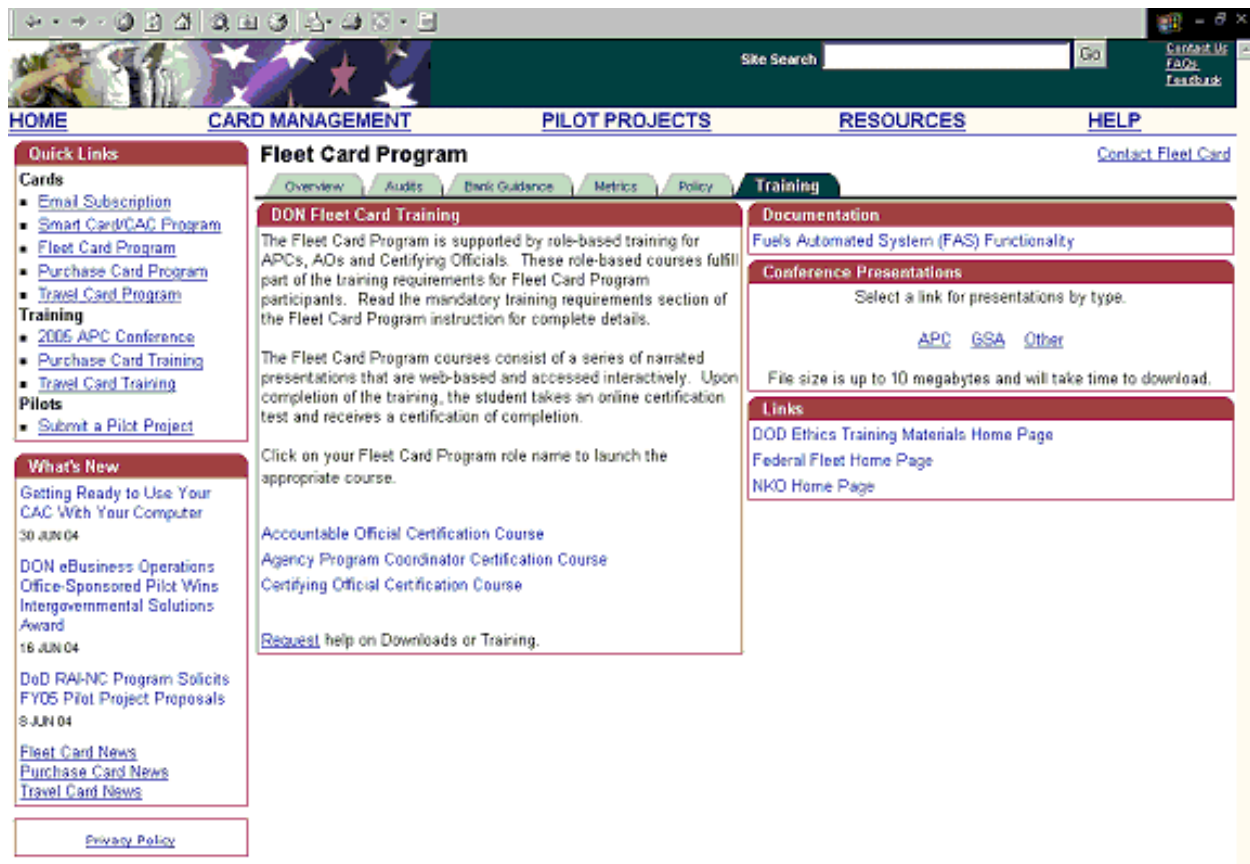 Site Search
Go
Contact Us
FAQs
Feedback
HOME
CARD MANAGEMENT
PILOT PROJECTS
RESOURCES
HELP
Quick Links
Cards
Email Subscription
Smart Card/CAC Program
Fleet Card Program
Purchase Card Program
Travel Card Program
Training
2005 APC Conference
Purchase Card Training
Travel Card Training
Pilots
Submit a Pilot Project
What's New
Getting Ready to Use Your
CAC With Your Computer
30 JUN 04
DON eBusiness Operations
Office-Sponsored Pilot Wins
Intergovernmental Solutions
Award
16 JUN 04
DoD RAI-NC Program Solicits
FY05 Pilot Project Proposals
8 JUN 04
Fleet Card News
Purchase Card News
Travel Card News
Privacy Policy
Fleet Card Program
Contact Fleet Card
Overview
Audits
Bank Guidance
Metrics
Policy
Training
DON Fleet Card Training
The Fleet Card Program is supported by role-based training for
APCs, AOs and Certifying Officials. These role-based courses fulfill
part of the training requirements for Fleet Card Program
participants. Read the mandatory training requirements section of
the Fleet Card Program instruction for complete details.
The Fleet Card Program courses consist of a series of narrated
presentations that are web-based and accessed interactively. Upon
completion of the training, the student takes an online certification
test and receives a certification of completion.
Click on your Fleet Card Program role name to launch the
appropriate course.
Accountable Official Certification Course
Agency Program Coordinator Certification Course
Certifying Official Certification Course
Request help on Downloads or Training.
Documentation
Fuels Automated System (FAS) Functionality
Conference Presentations
Select a link for presentations by type.
APC GSA Other
File size is up to 10 megabytes and will take time to download.
Links
DOD Ethics Training Materials Home Page
Federal Fleet Home Page
NKO Home Page